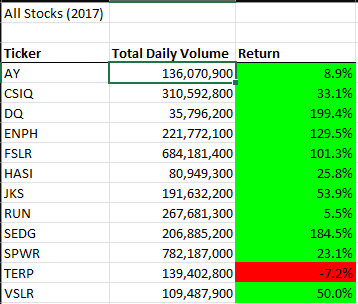 All Stocks (2017)
Ticker Total Daily Volume Return
AY 136,070,900 8.9%
CSIQ 310,592,800 33.1%
DQ 35,796,200 199.4%
ENPH 221,772,100 129.5%
FSLR 684,181,400 101.3%
HASI 80,949,300 25.8%
JKS 191,632,200 53.9%
RUN 267,681,300 5.5%
SEDG 206,885,200 184.5%
SPWR 782,187,000 23.1%
TERP 139,402,800 -7.2%
VSLR 109,487,900 50.0%